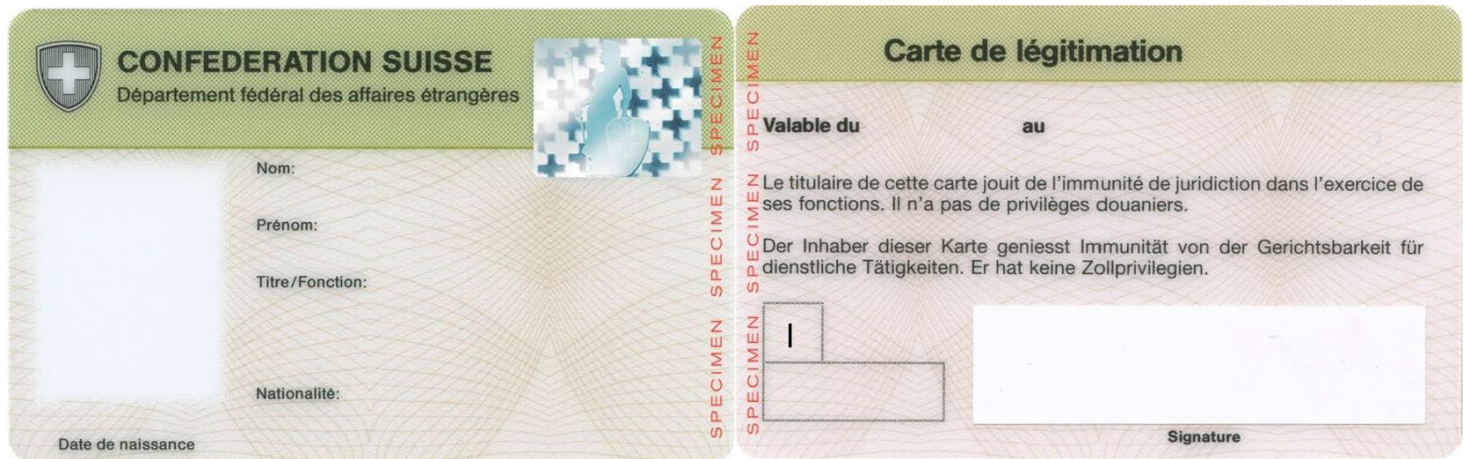 CONFEDERATION SUISSE
Département fédéral des affaires étrangères
Nom:
Prénom:
Titre/Fonction:
Nationalité:
Date de naissance
SPECIMEN SPECIMEN SPECIMEN
SPECIMEN SPECIMEN SPECIMEN
Carte de légitimation
Valable du au
Le titulaire de cette carte jouit de l'immunité de juridiction dans l'exercice de
ses fonctions. Il n'a pas de privilèges douaniers.
Der Inhaber dieser Karte geniesst Immunität von der Gerichtsbarkeit für
dienstliche Tätigkeiten. Er hat keine Zollprivilegien.
I
Signature